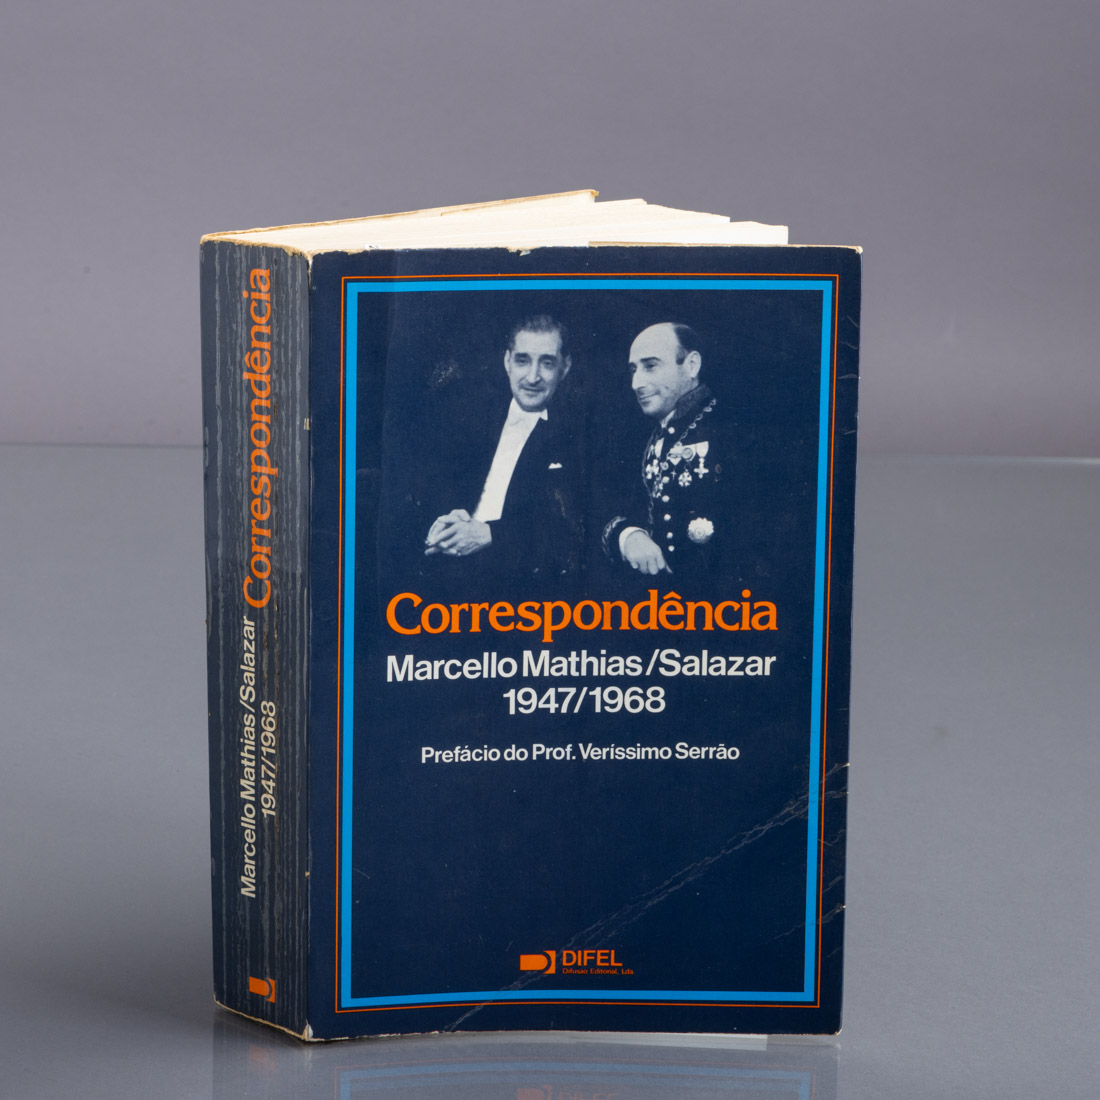 Correspondência
Marcello Mathias/Salazar
1947/1968
Prefácio do Prof. Veríssimo Serrão
DIFEL
Difusão Editorial, Lda
Marcello Mathias/Salazar
1947/1968
Correspondência